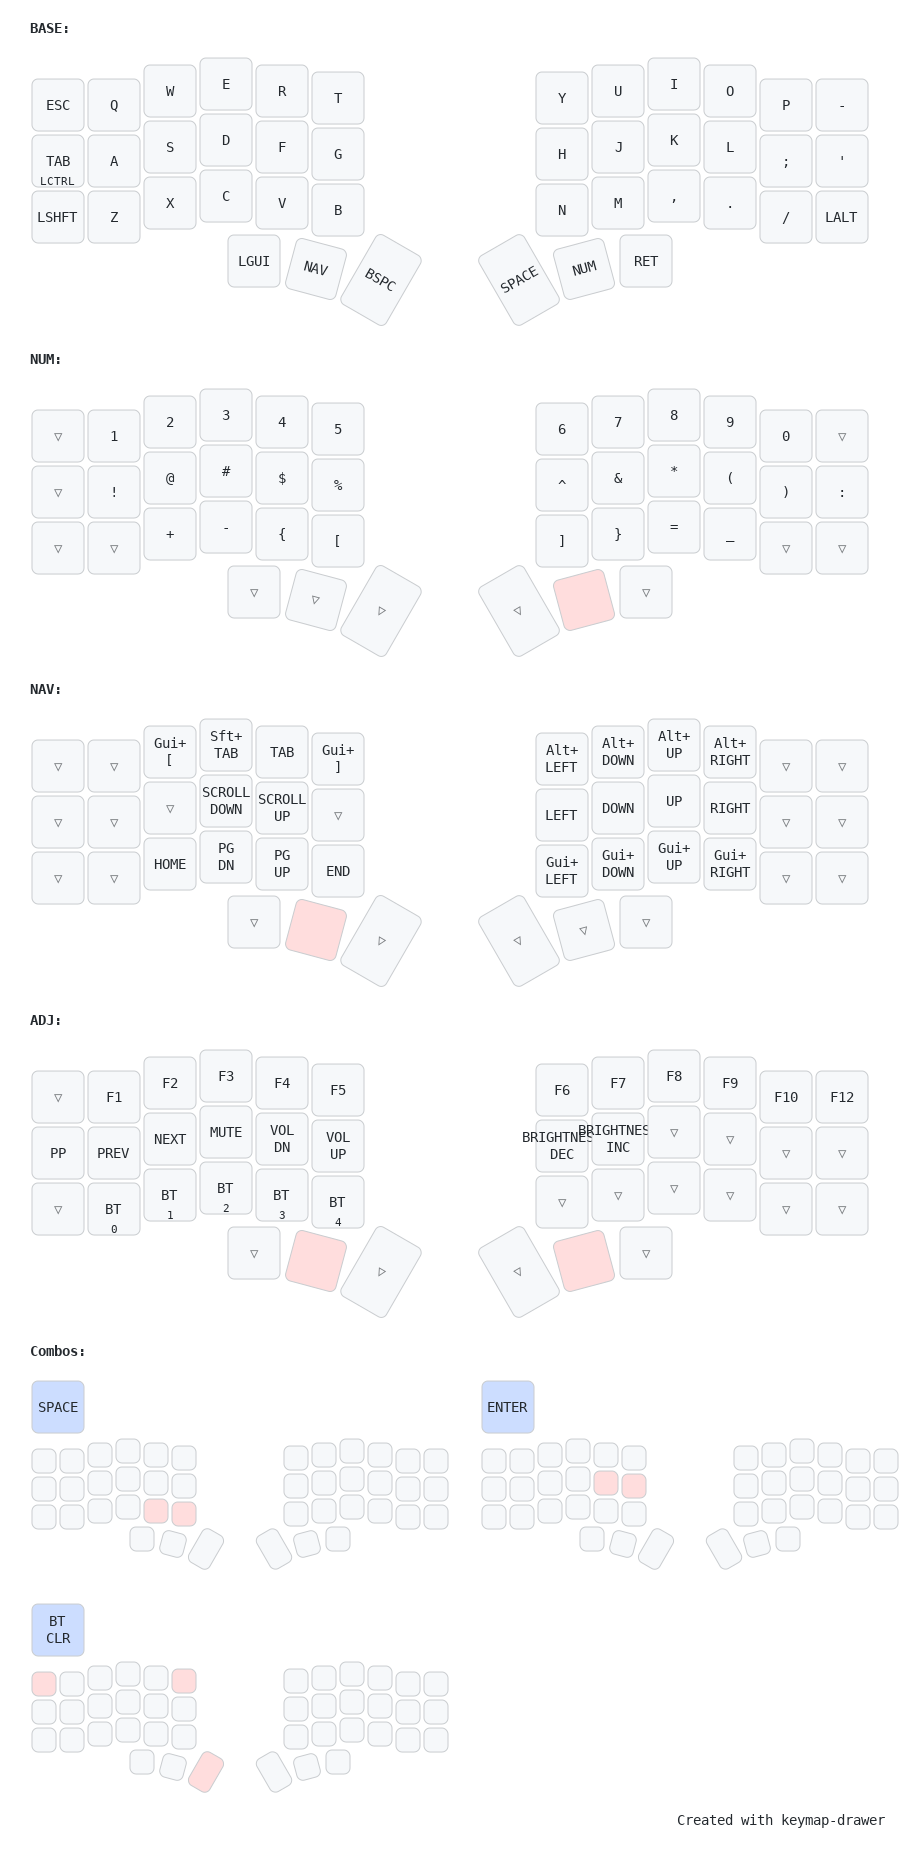 BASE:
ESC Q W E R T Y U I O P -
TAB A S D F G H J K L ; '
LCTRL
LSHFT Z X C V B N M , . / LALT
LGUI NAV BSPC SPACE NUM RET
NUM:
▽ 1 2 3 4 5 6 7 8 9 0 ▽
▽ ! @ # $ % ^ & * ( ) :
▽ ▽ + - { [ ] } = _ ▽ ▽
▽ ▽ ▽ ▽ ▽
NAV:
▽ ▽ Gui+ Sft+ TAB Gui+ Alt+ Alt+ Alt+ Alt+ ▽ ▽
[ TAB ] LEFT DOWN UP RIGHT
▽ ▽ ▽ SCROLL SCROLL ▽ LEFT DOWN UP RIGHT ▽ ▽
DOWN UP
▽ ▽ HOME PG PG END Gui+ Gui+ Gui+ Gui+ ▽ ▽
DN UP LEFT DOWN UP RIGHT
▽ ▽ ▽ ▽ ▽
ADJ:
▽ F1 F2 F3 F4 F5 F6 F7 F8 F9 F10 F12
PP PREV NEXT MUTE VOL VOL BRIGHTNES BRIGHTNESS ▽ ▽ ▽ ▽
DN UP DEC INC
▽ BT BT BT BT BT ▽ ▽ ▽ ▽ ▽ ▽
0 1 2 3 4
▽ ▽ ▽ ▽
Combos:
SPACE ENTER
BT
CLR
Created with keymap-drawer